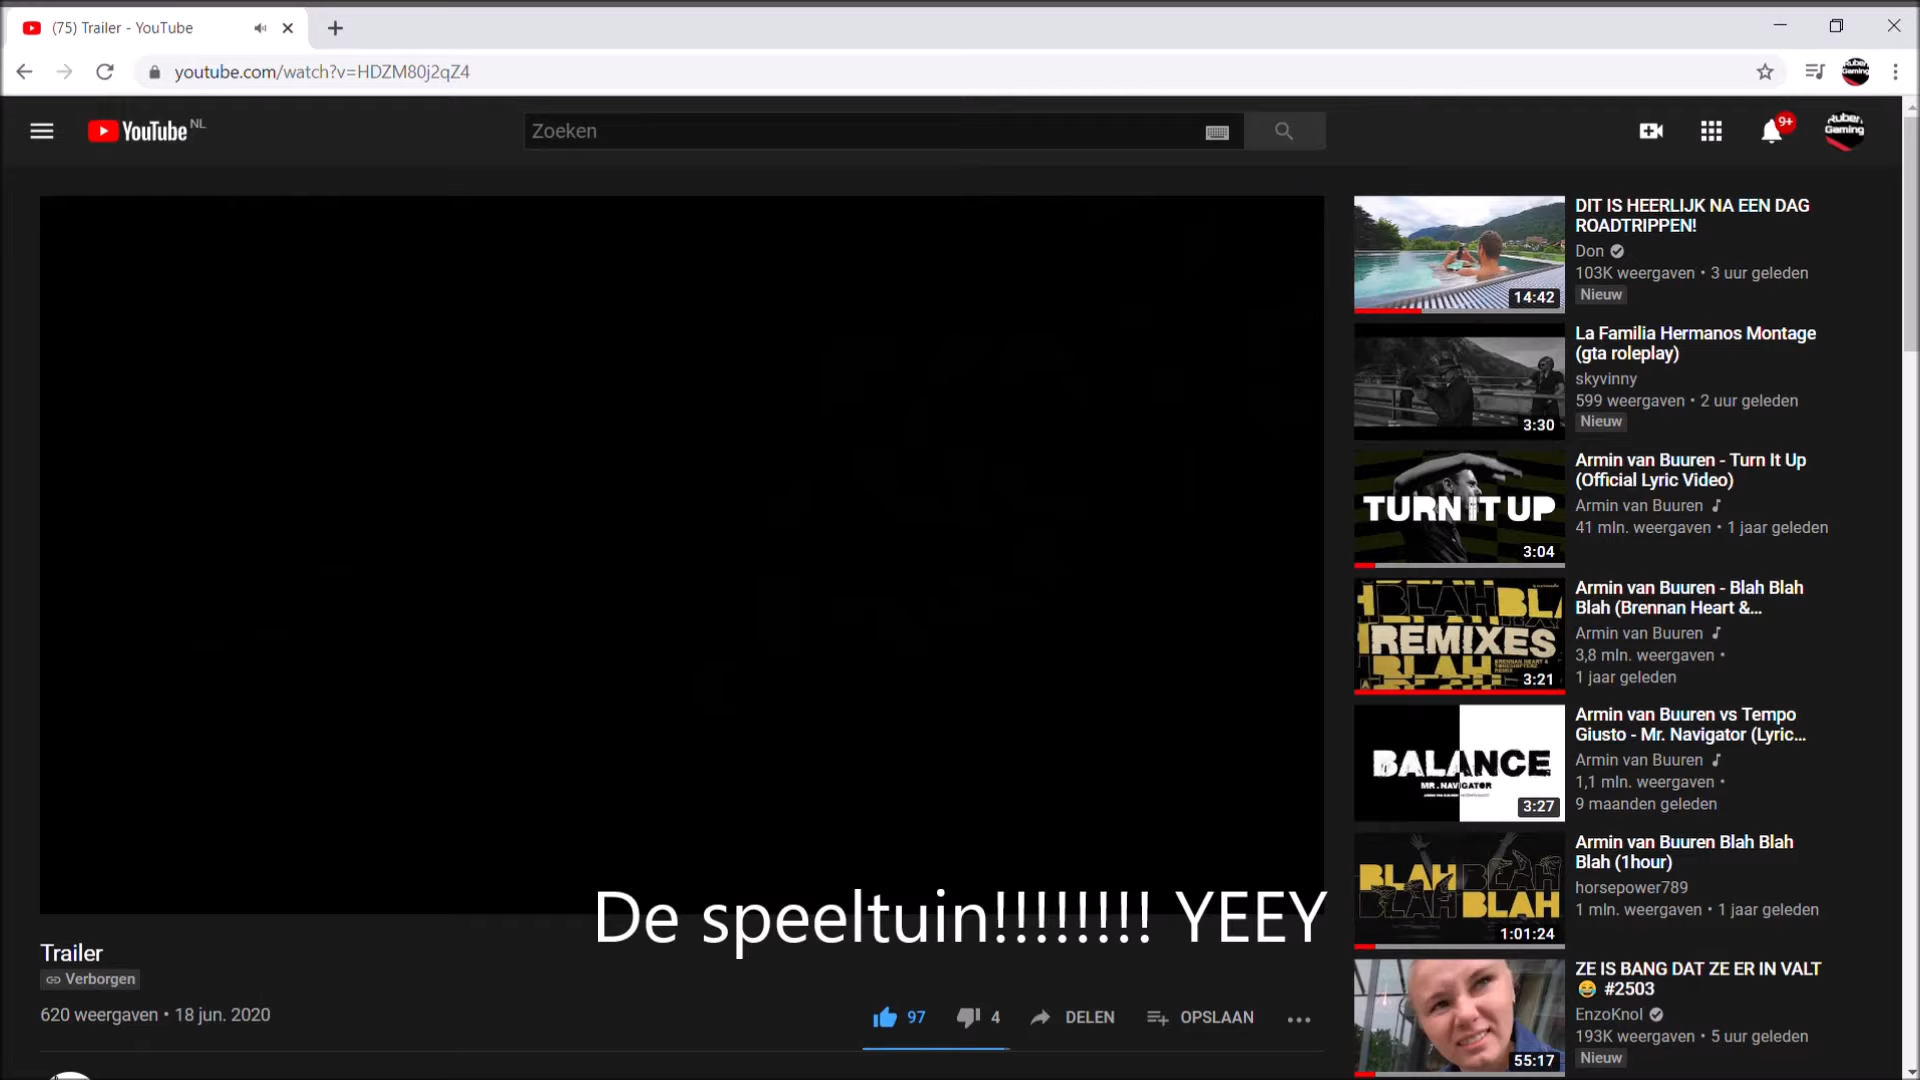 (75) Trailer - YouTube
youtube.com/watch?v=HDZM80j2qZ4
YouTube NL
Zoeken
9+
Gaming
DIT IS HEERLIJK NA EEN DAG
ROADTRIPPEN!
Don
103K weergaven • 3 uur geleden
Nieuw
14:42
La Familia Hermanos Montage
(gta roleplay)
skyvinny
599 weergaven • 2 uur geleden
Nieuw
3:30
Armin van Buuren - Turn It Up
(Official Lyric Video)
Armin van Buuren
41 mln. weergaven • 1 jaar geleden
TURN IT UP
3:04
Armin van Buuren - Blah Blah
Blah (Brennan Heart &...
Armin van Buuren
3,8 mln. weergaven •
1 jaar geleden
BLAH BLA
REMIXES
BLAH
3:21
Armin van Buuren vs Tempo
Giusto - Mr. Navigator (Lyric...
Armin van Buuren
1,1 mln. weergaven •
9 maanden geleden
BALANCE
MR. NAVIGATOR
3:27
Armin van Buuren Blah Blah
Blah (1hour)
horsepower789
1 mln. weergaven • 1 jaar geleden
BLAH BLAH
BLAH BLAH
1:01:24
ZE IS BANG DAT ZE ER IN VALT
😂 #2503
EnzoKnol
193K weergaven • 5 uur geleden
Nieuw
55:17
De speeltuin!!!!!!!!! YEEY
Trailer
Verborgen
620 weergaven • 18 jun. 2020
97
4
DELEN
OPSLAAN